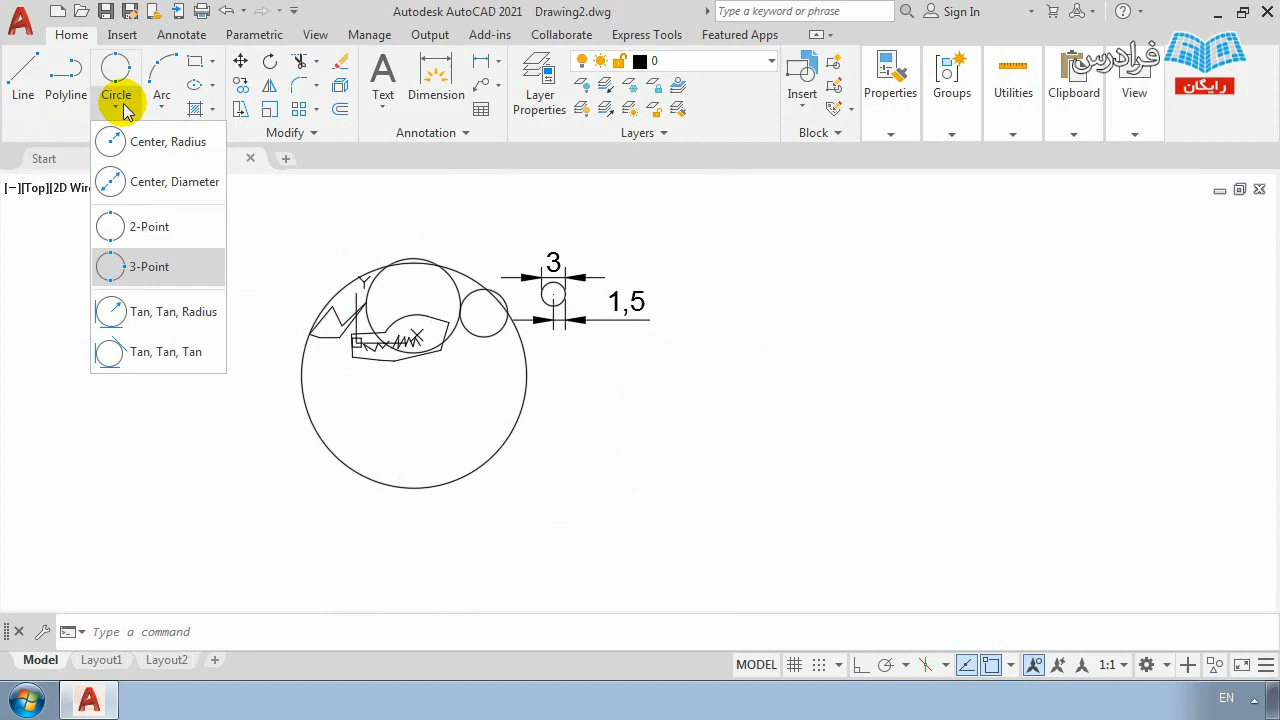 Autodesk AutoCAD 2021 Drawing2.dwg
Type a keyword or phrase
Sign In
Home Insert Annotate Parametric View Manage Output Add-ins Collaborate Express Tools Featured Apps
فرادرس
رایگان
Line Polyline Circle Arc
Text Dimension
Layer Properties
0
Insert Properties Groups Utilities Clipboard View
Modify Annotation Layers Block
Start
[−][Top][2D Wir
Center, Radius
Center, Diameter
2-Point
3-Point
Tan, Tan, Radius
Tan, Tan, Tan
3
1,5
Y
X
Type a command
Model Layout1 Layout2
MODEL 1:1
EN